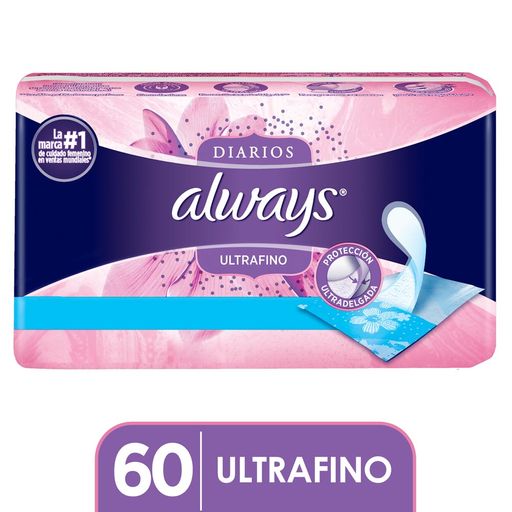 La
marca #1
de cuidado femenino
en ventas mundiales*
DIARIOS
always®
ULTRAFINO
PROTECCIÓN
ULTRADELGADA
60 ULTRAFINO